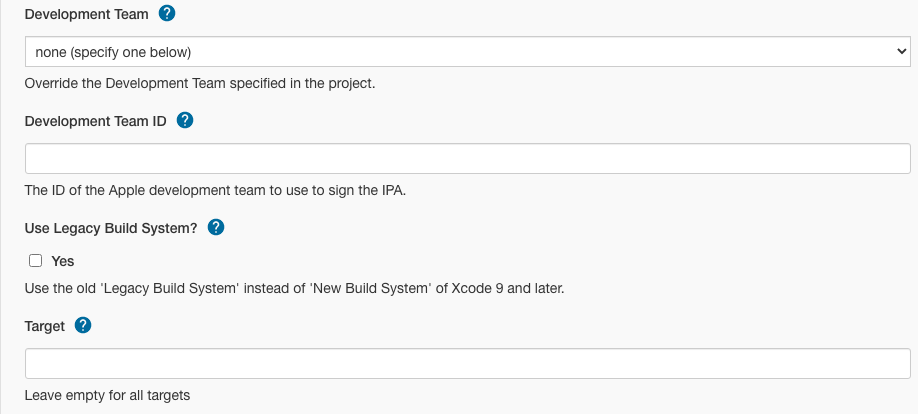 Development Team ?
none (specify one below)
Override the Development Team specified in the project.
Development Team ID ?
The ID of the Apple development team to use to sign the IPA.
Use Legacy Build System? ?
Yes
Use the old 'Legacy Build System' instead of 'New Build System' of Xcode 9 and later.
Target ?
Leave empty for all targets